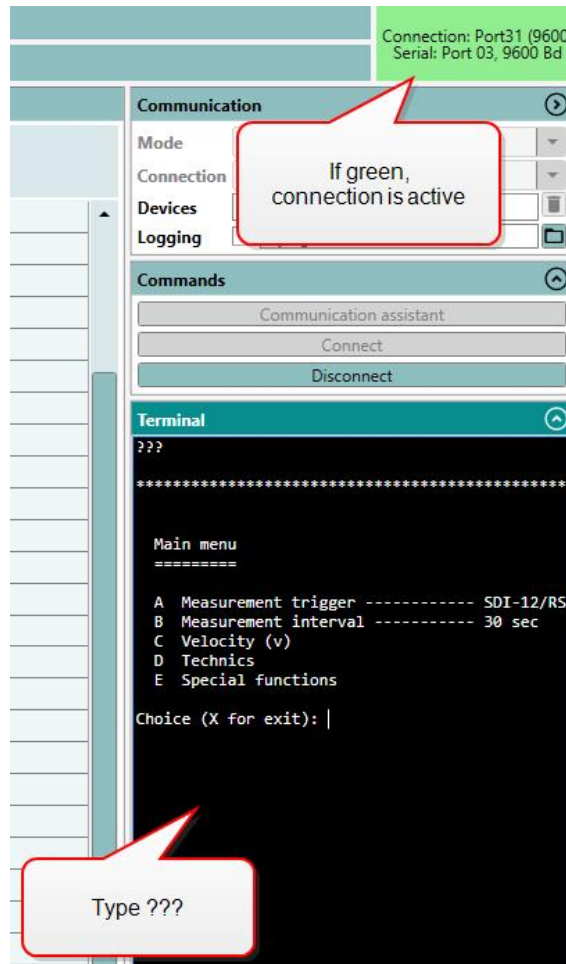 Connection: Port31 (9600
Serial: Port 03, 9600 Bd
Communication
Mode
Connection
Devices
Logging
If green,
connection is active
Commands
Communication assistant
Connect
Disconnect
Terminal
???
************************************************
Main menu
=========
A Measurement trigger ------------ SDI-12/RS
B Measurement interval ----------- 30 sec
C Velocity (v)
D Technics
E Special functions
Choice (X for exit): |
Type ???